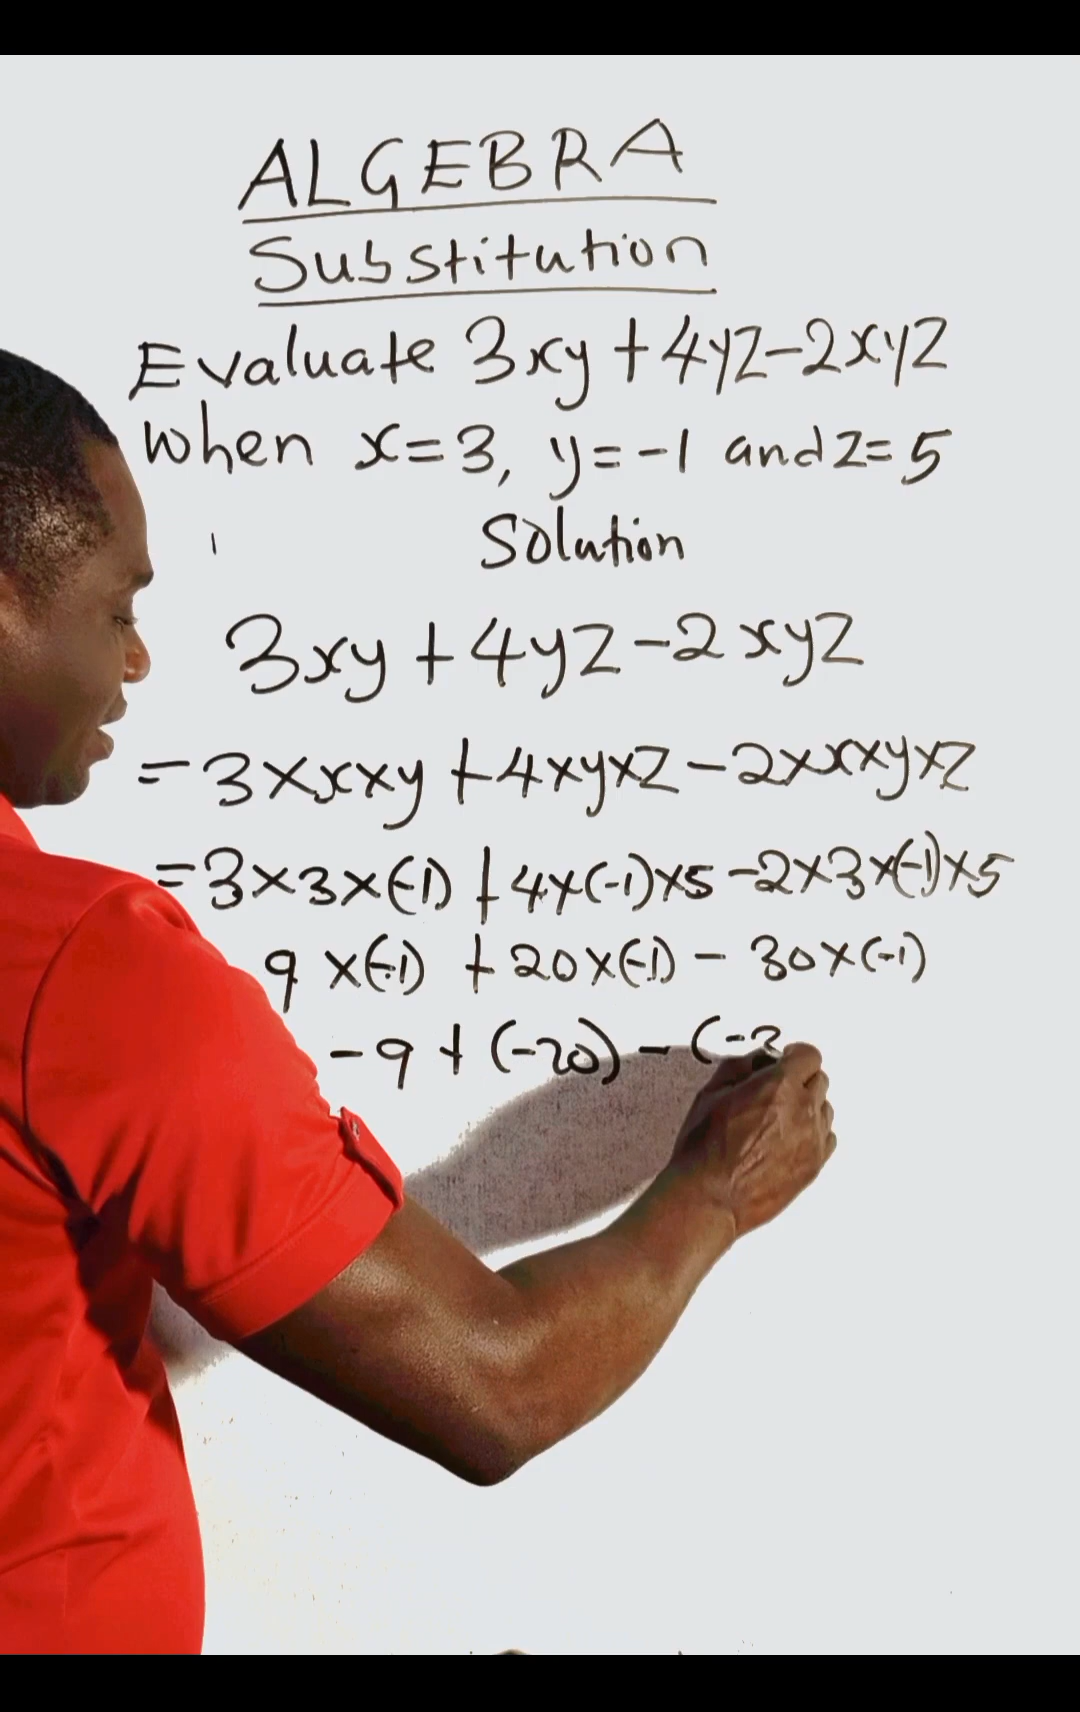 ALGEBRA
Substitution
Evaluate 3xy + 4yz - 2xyz
when x = 3, y = -1 and z = 5
Solution
3xy + 4yz - 2xyz
= 3 × x × y + 4 × y × z - 2 × x × y × z
= 3 × 3 × (-1) + 4 × (-1) × 5 - 2 × 3 × (-1) × 5
9 × (-1) + 20 × (-1) - 30 × (-1)
-9 + (-20) - (-3